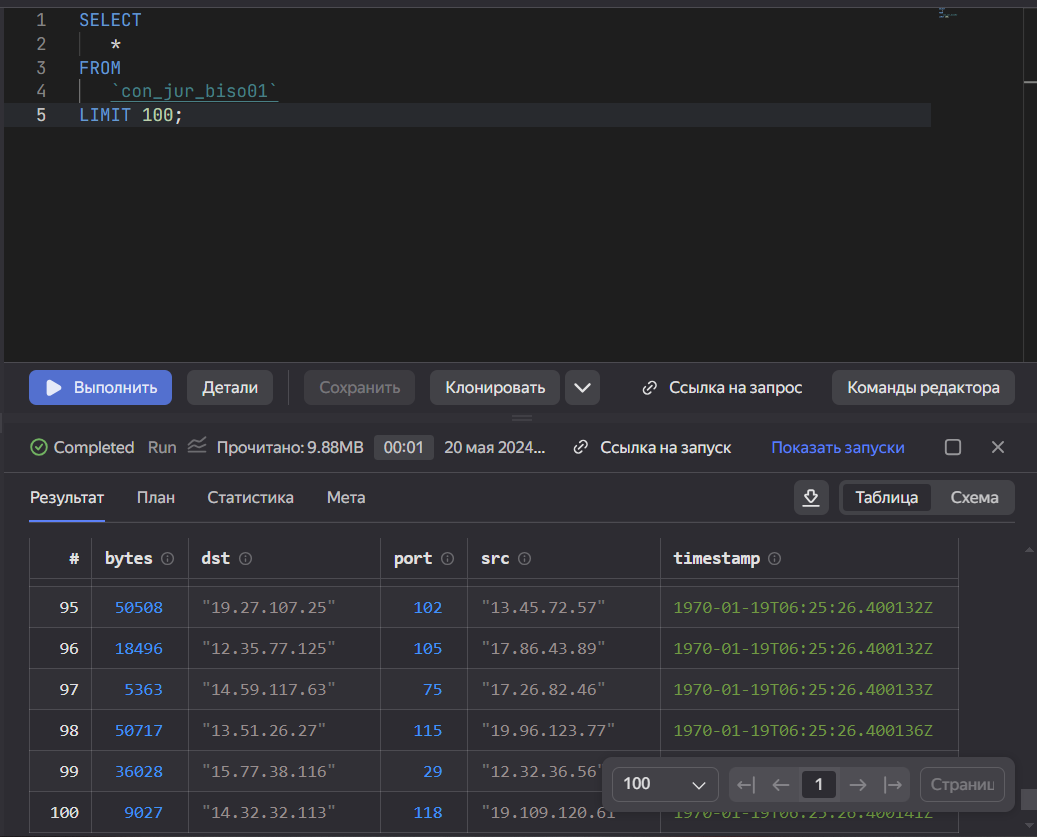 1 SELECT
2 *
3 FROM
4 `con_jur_biso01`
5 LIMIT 100;
Выполнить Детали Сохранить Клонировать Ссылка на запрос Команды редактора
Completed Run Прочитано: 9.88MB 00:01 20 мая 2024... Ссылка на запуск Показать запуски
Результат План Статистика Мета Таблица Схема
# bytes dst port src timestamp
95 50508 "19.27.107.25" 102 "13.45.72.57" 1970-01-19T06:25:26.400132Z
96 18496 "12.35.77.125" 105 "17.86.43.89" 1970-01-19T06:25:26.400132Z
97 5363 "14.59.117.63" 75 "17.26.82.46" 1970-01-19T06:25:26.400133Z
98 50717 "13.51.26.27" 115 "19.96.123.77" 1970-01-19T06:25:26.400136Z
99 36028 "15.77.38.116" 29 "12.32.36.56"
100 9027 "14.32.32.113" 118 "19.109.120.61 1970-01-19T06:25:26.400141Z
100 1 Страниц